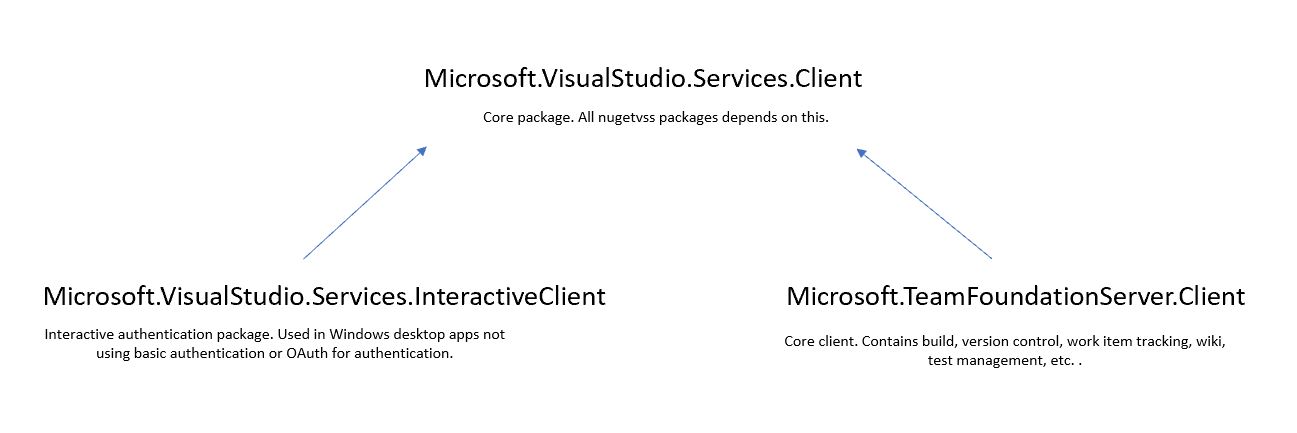 Microsoft.VisualStudio.Services.Client
Core package. All nugetvss packages depends on this.
Microsoft.VisualStudio.Services.InteractiveClient
Interactive authentication package. Used in Windows desktop apps not
using basic authentication or OAuth for authentication.
Microsoft.TeamFoundationServer.Client
Core client. Contains build, version control, work item tracking, wiki,
test management, etc. .